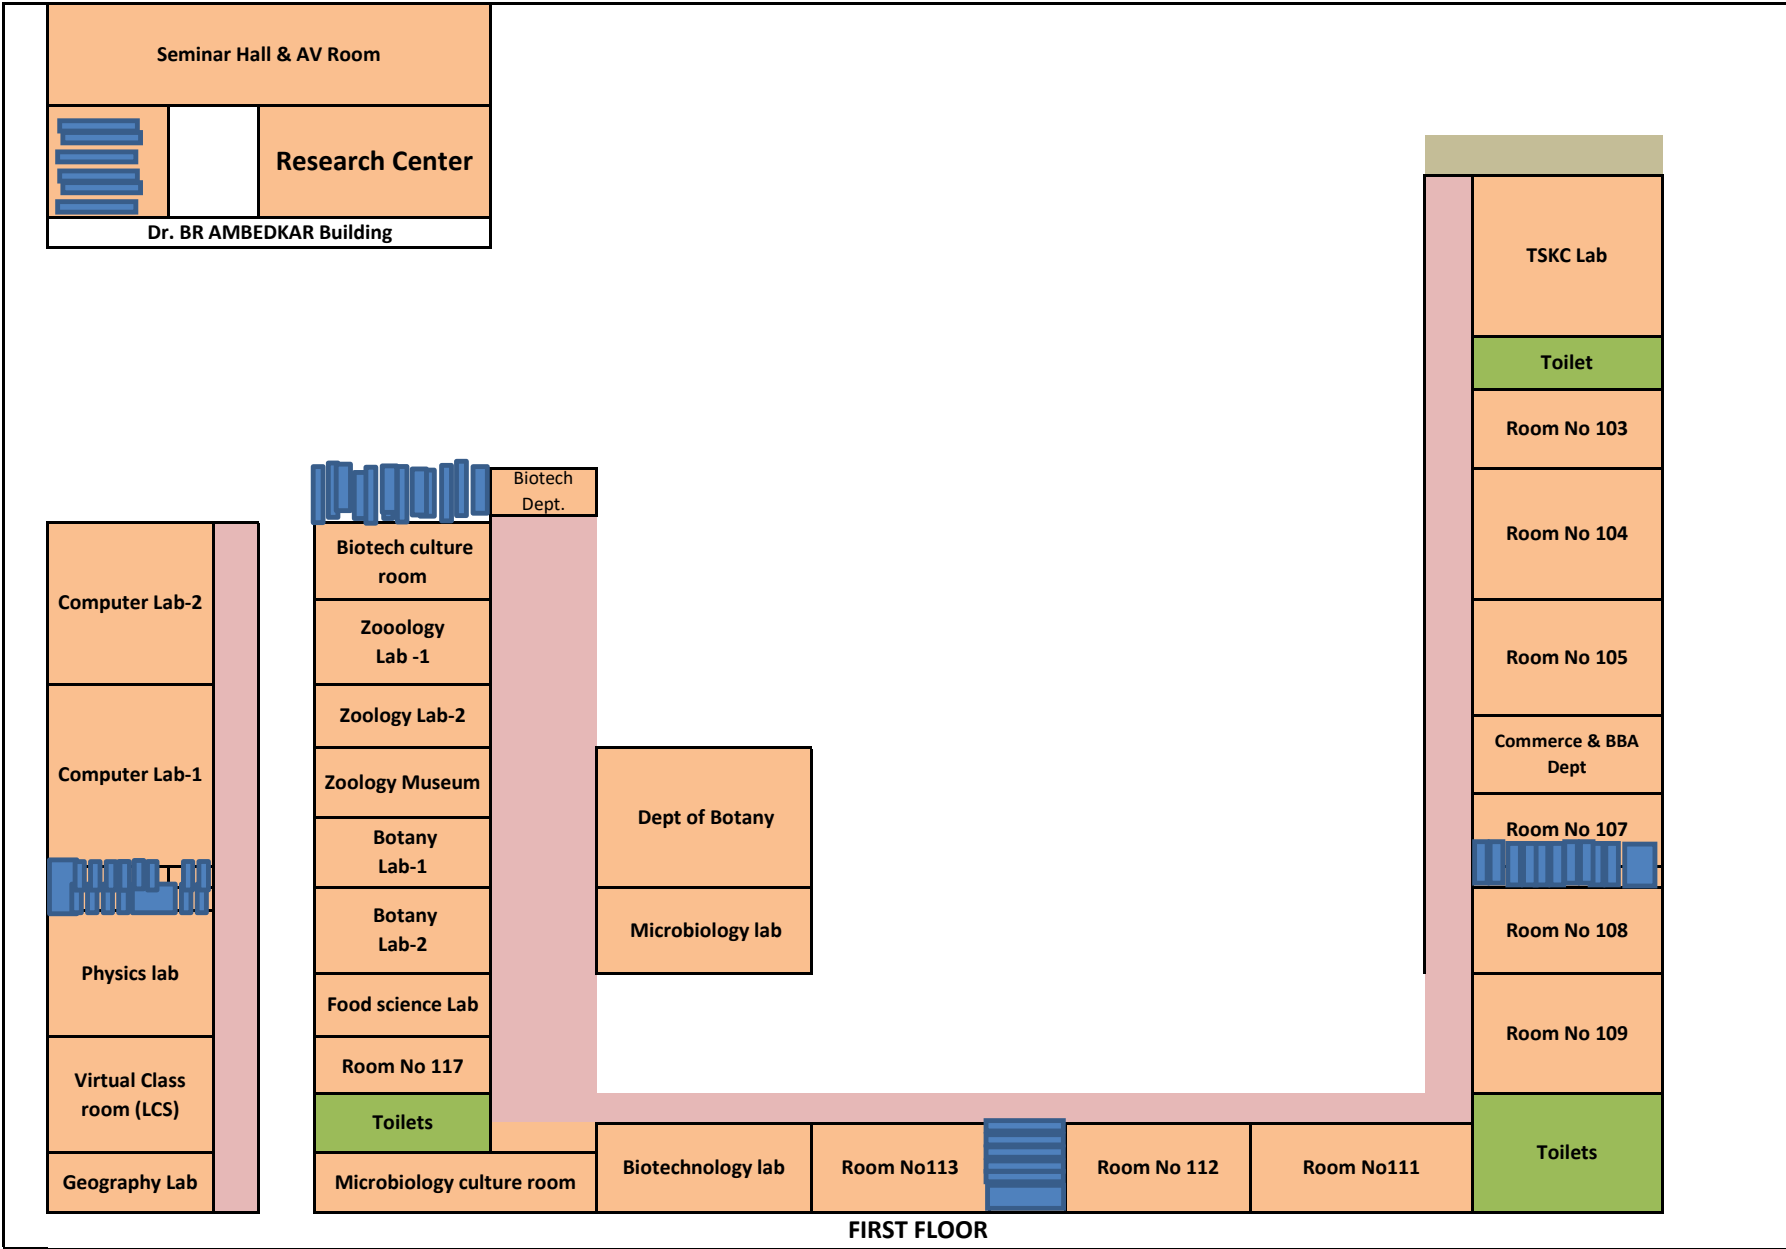 Seminar Hall & AV Room
Research Center
Dr. BR AMBEDKAR Building
TSKC Lab
Toilet
Room No 103
Room No 104
Room No 105
Commerce & BBA
Dept
Room No 107
Room No 108
Room No 109
Toilets
Biotech
Dept.
Biotech culture
room
Zooology
Lab -1
Zoology Lab-2
Zoology Museum
Botany
Lab-1
Botany
Lab-2
Food science Lab
Room No 117
Toilets
Microbiology culture room
Computer Lab-2
Computer Lab-1
Physics lab
Virtual Class
room (LCS)
Geography Lab
Dept of Botany
Microbiology lab
Biotechnology lab
Room No113
Room No 112
Room No111
FIRST FLOOR